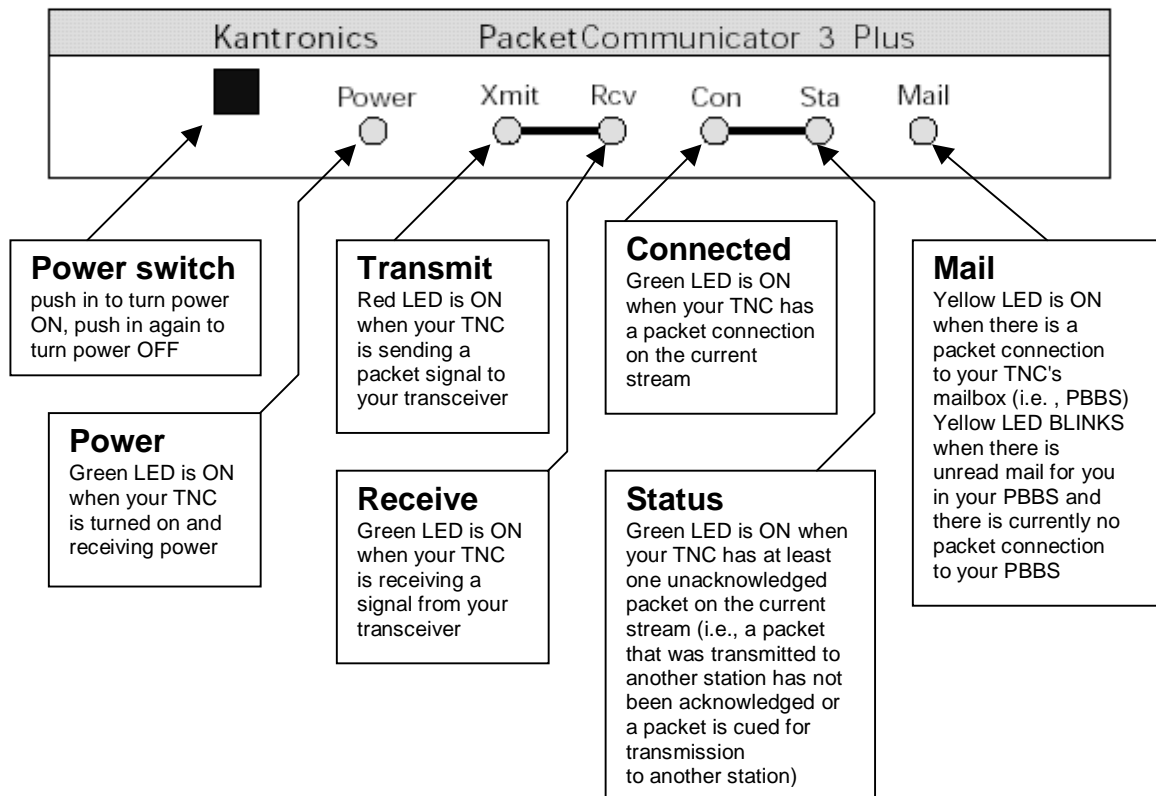 Kantronics PacketCommunicator 3 Plus
Power Xmit Rcv Con Sta Mail
Power switch
push in to turn power
ON, push in again to
turn power OFF
Power
Green LED is ON
when your TNC
is turned on and
receiving power
Transmit
Red LED is ON
when your TNC
is sending a
packet signal to
your transceiver
Receive
Green LED is ON
when your TNC
is receiving a
signal from your
transceiver
Connected
Green LED is ON
when your TNC has
a packet connection
on the current
stream
Status
Green LED is ON when
your TNC has at least
one unacknowledged
packet on the current
stream (i.e., a packet
that was transmitted to
another station has not
been acknowledged or
a packet is cued for
transmission
to another station)
Mail
Yellow LED is ON
when there is a
packet connection
to your TNC's
mailbox (i.e. , PBBS)
Yellow LED BLINKS
when there is
unread mail for you
in your PBBS and
there is currently no
packet connection
to your PBBS